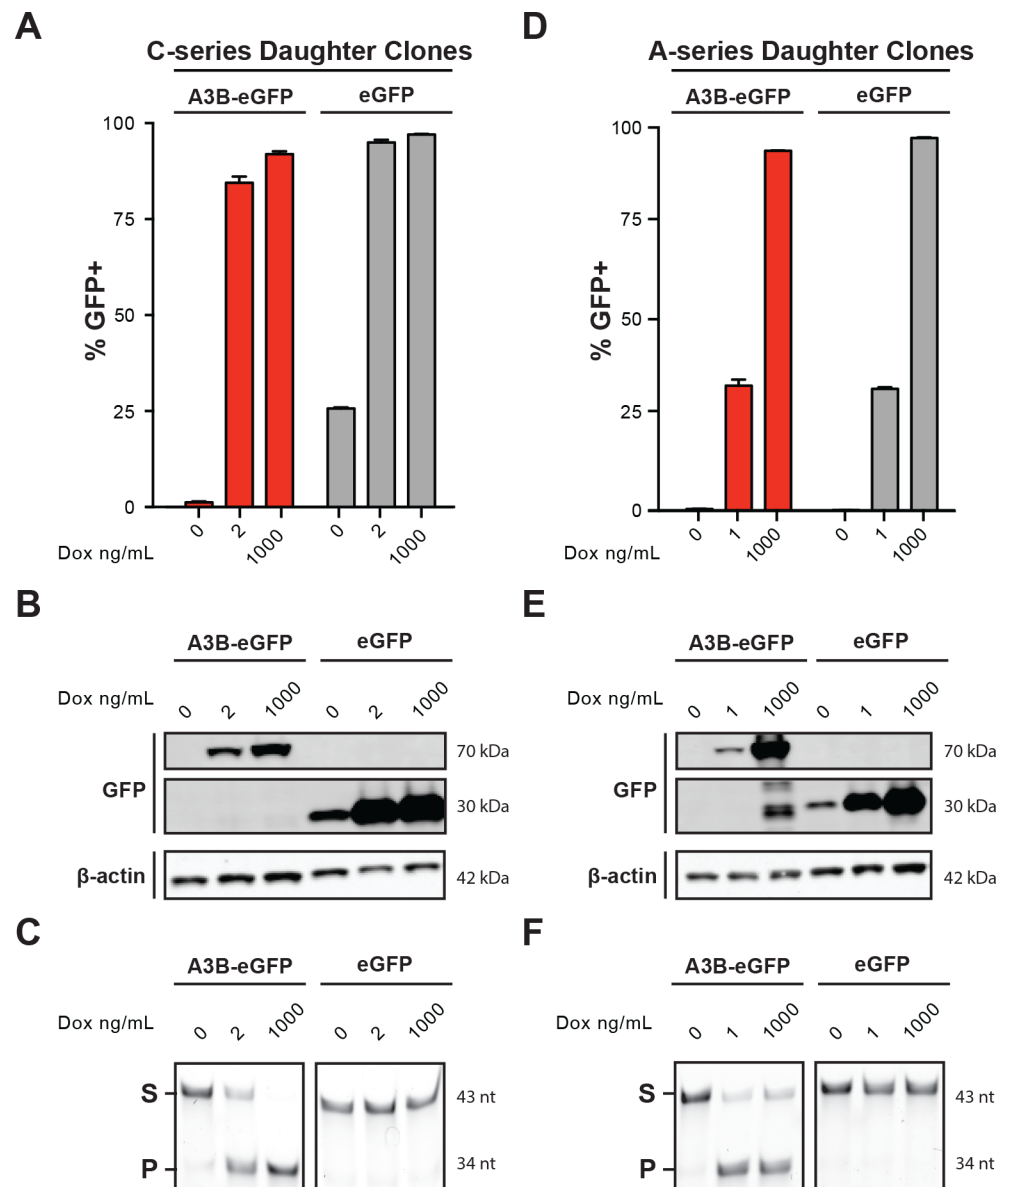 A
C-series Daughter Clones
A3B-eGFP eGFP
% GFP+
100
75
50
25
0
0 2 1000 0 2 1000
Dox ng/mL
D
A-series Daughter Clones
A3B-eGFP eGFP
% GFP+
100
75
50
25
0
0 1 1000 0 1 1000
Dox ng/mL
B
A3B-eGFP eGFP
Dox ng/mL 0 2 1000 0 2 1000
GFP
70 kDa
30 kDa
β-actin 42 kDa
E
A3B-eGFP eGFP
Dox ng/mL 0 1 1000 0 1 1000
GFP
70 kDa
30 kDa
β-actin 42 kDa
C
A3B-eGFP eGFP
Dox ng/mL 0 2 1000 0 2 1000
S 43 nt
P 34 nt
F
A3B-eGFP eGFP
Dox ng/mL 0 1 1000 0 1 1000
S 43 nt
P 34 nt